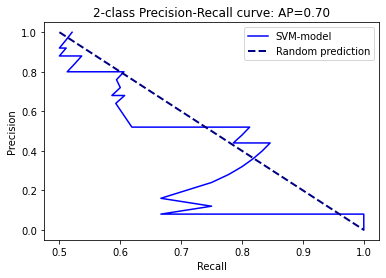 2-class Precision-Recall curve: AP=0.70
SVM-model
Random prediction
Precision
1.0
0.8
0.6
0.4
0.2
0.0
0.5
0.6
0.7
0.8
0.9
1.0
Recall